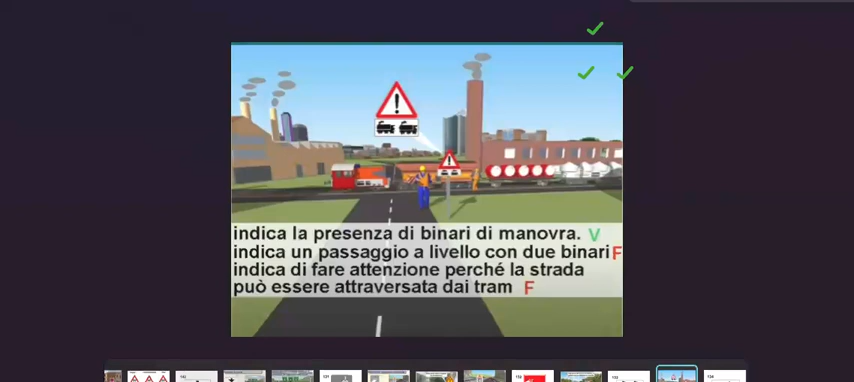 indica la presenza di binari di manovra. V
indica un passaggio a livello con due binari F
indica di fare attenzione perché la strada
può essere attraversata dai tram F